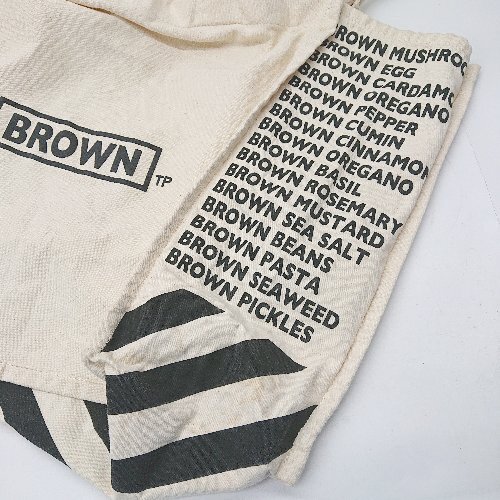 BROWN
TP
BROWN MUSHROO
BROWN EGG
BROWN CARDAMO
BROWN OREGANO
BROWN PEPPER
BROWN CUMIN
BROWN CINNAMON
BROWN OREGANO
BROWN BASIL
BROWN ROSEMARY
BROWN MUSTARD
BROWN SEA SALT
BROWN BEANS
BROWN PASTA
BROWN SEAWEED
BROWN PICKLES